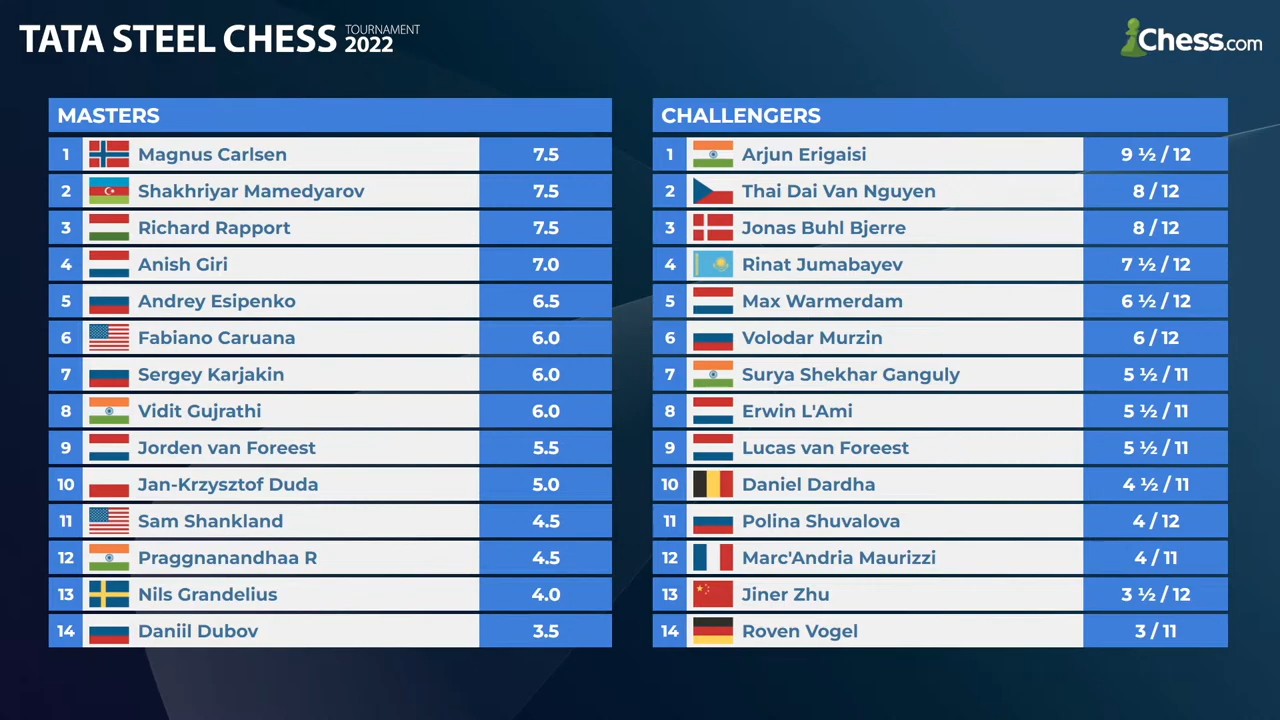 TATA STEEL CHESS TOURNAMENT 2022
Chess.com
MASTERS
1 Magnus Carlsen 7.5
2 Shakhriyar Mamedyarov 7.5
3 Richard Rapport 7.5
4 Anish Giri 7.0
5 Andrey Esipenko 6.5
6 Fabiano Caruana 6.0
7 Sergey Karjakin 6.0
8 Vidit Gujrathi 6.0
9 Jorden van Foreest 5.5
10 Jan-Krzysztof Duda 5.0
11 Sam Shankland 4.5
12 Praggnanandhaa R 4.5
13 Nils Grandelius 4.0
14 Daniil Dubov 3.5
CHALLENGERS
1 Arjun Erigaisi 9 ½ / 12
2 Thai Dai Van Nguyen 8 / 12
3 Jonas Buhl Bjerre 8 / 12
4 Rinat Jumabayev 7 ½ / 12
5 Max Warmerdam 6 ½ / 12
6 Volodar Murzin 6 / 12
7 Surya Shekhar Ganguly 5 ½ / 11
8 Erwin L'Ami 5 ½ / 11
9 Lucas van Foreest 5 ½ / 11
10 Daniel Dardha 4 ½ / 11
11 Polina Shuvalova 4 / 12
12 Marc'Andria Maurizzi 4 / 11
13 Jiner Zhu 3 ½ / 12
14 Roven Vogel 3 / 11